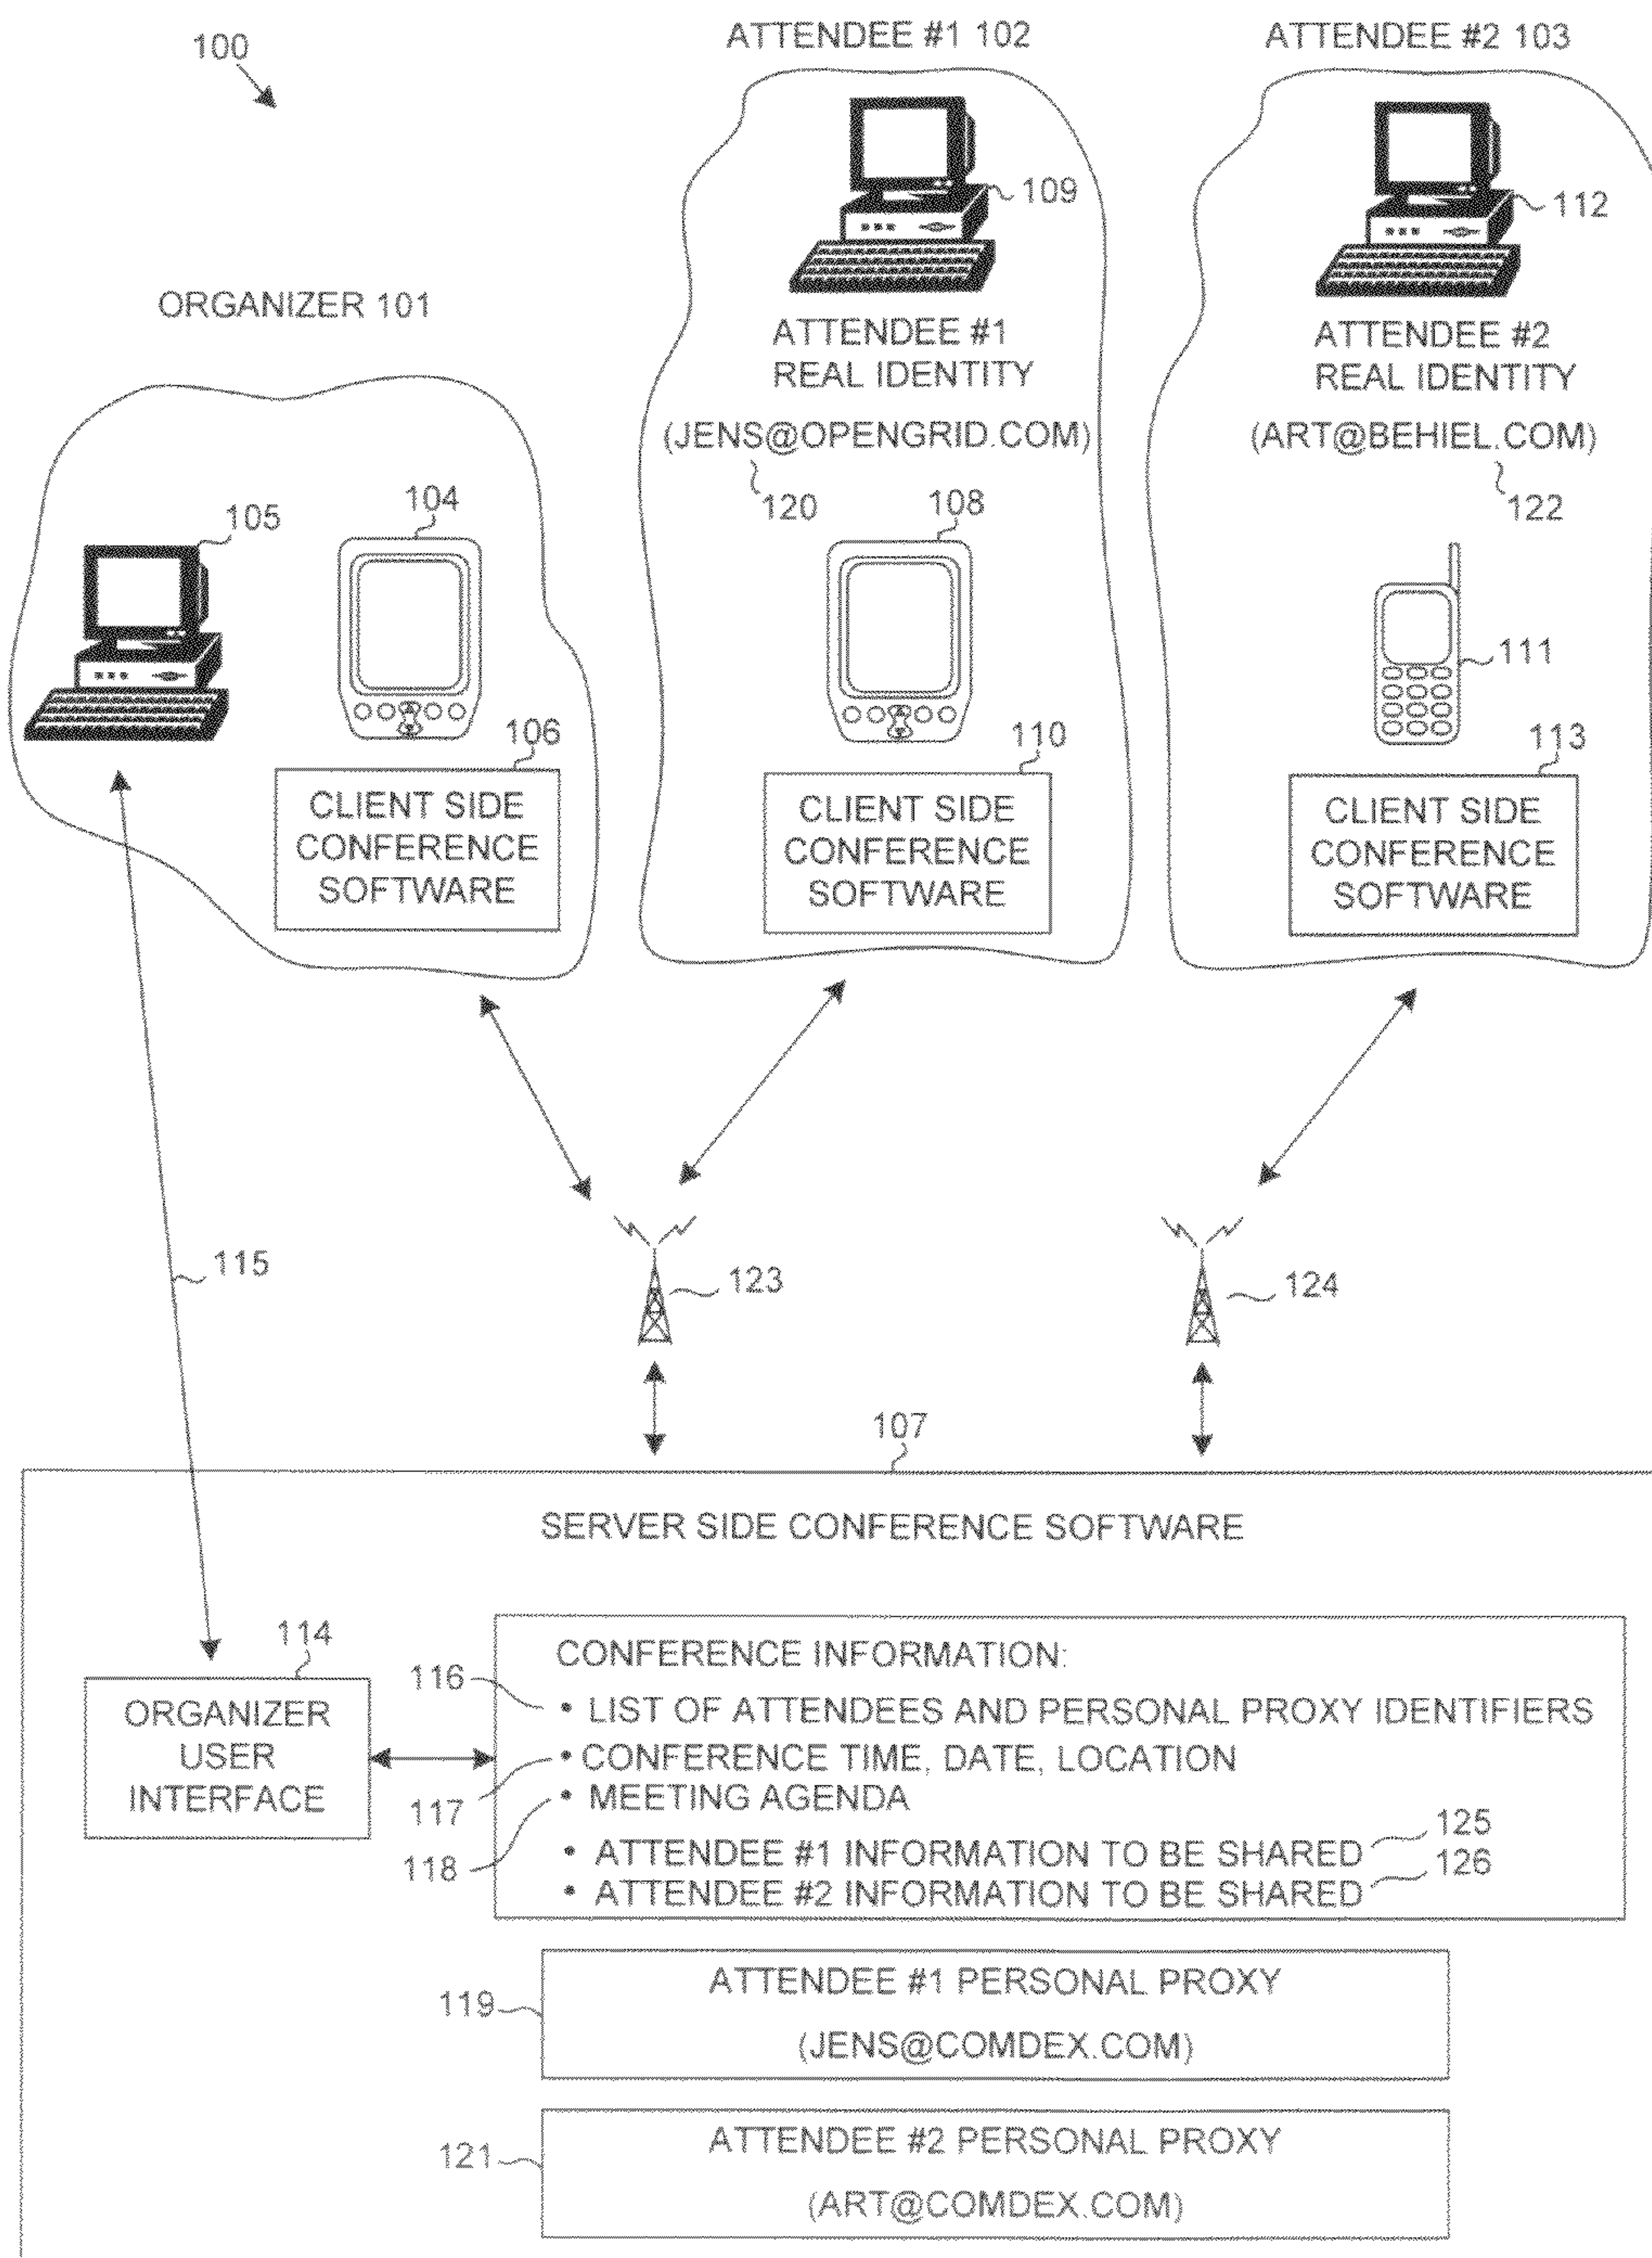 100
ATTENDEE #1 102
ATTENDEE #2 103
109
112
ORGANIZER 101
ATTENDEE #1
REAL IDENTITY
(JENS@OPENGRID.COM)
120
ATTENDEE #2
REAL IDENTITY
(ART@BEHIEL.COM)
122
105
104
108
111
106
CLIENT SIDE
CONFERENCE
SOFTWARE
110
CLIENT SIDE
CONFERENCE
SOFTWARE
113
CLIENT SIDE
CONFERENCE
SOFTWARE
115
123
124
107
SERVER SIDE CONFERENCE SOFTWARE
114
ORGANIZER
USER
INTERFACE
CONFERENCE INFORMATION:
116
• LIST OF ATTENDEES AND PERSONAL PROXY IDENTIFIERS
• CONFERENCE TIME, DATE, LOCATION
117
• MEETING AGENDA
118
• ATTENDEE #1 INFORMATION TO BE SHARED
125
• ATTENDEE #2 INFORMATION TO BE SHARED
126
119
ATTENDEE #1 PERSONAL PROXY
(JENS@COMDEX.COM)
121
ATTENDEE #2 PERSONAL PROXY
(ART@COMDEX.COM)